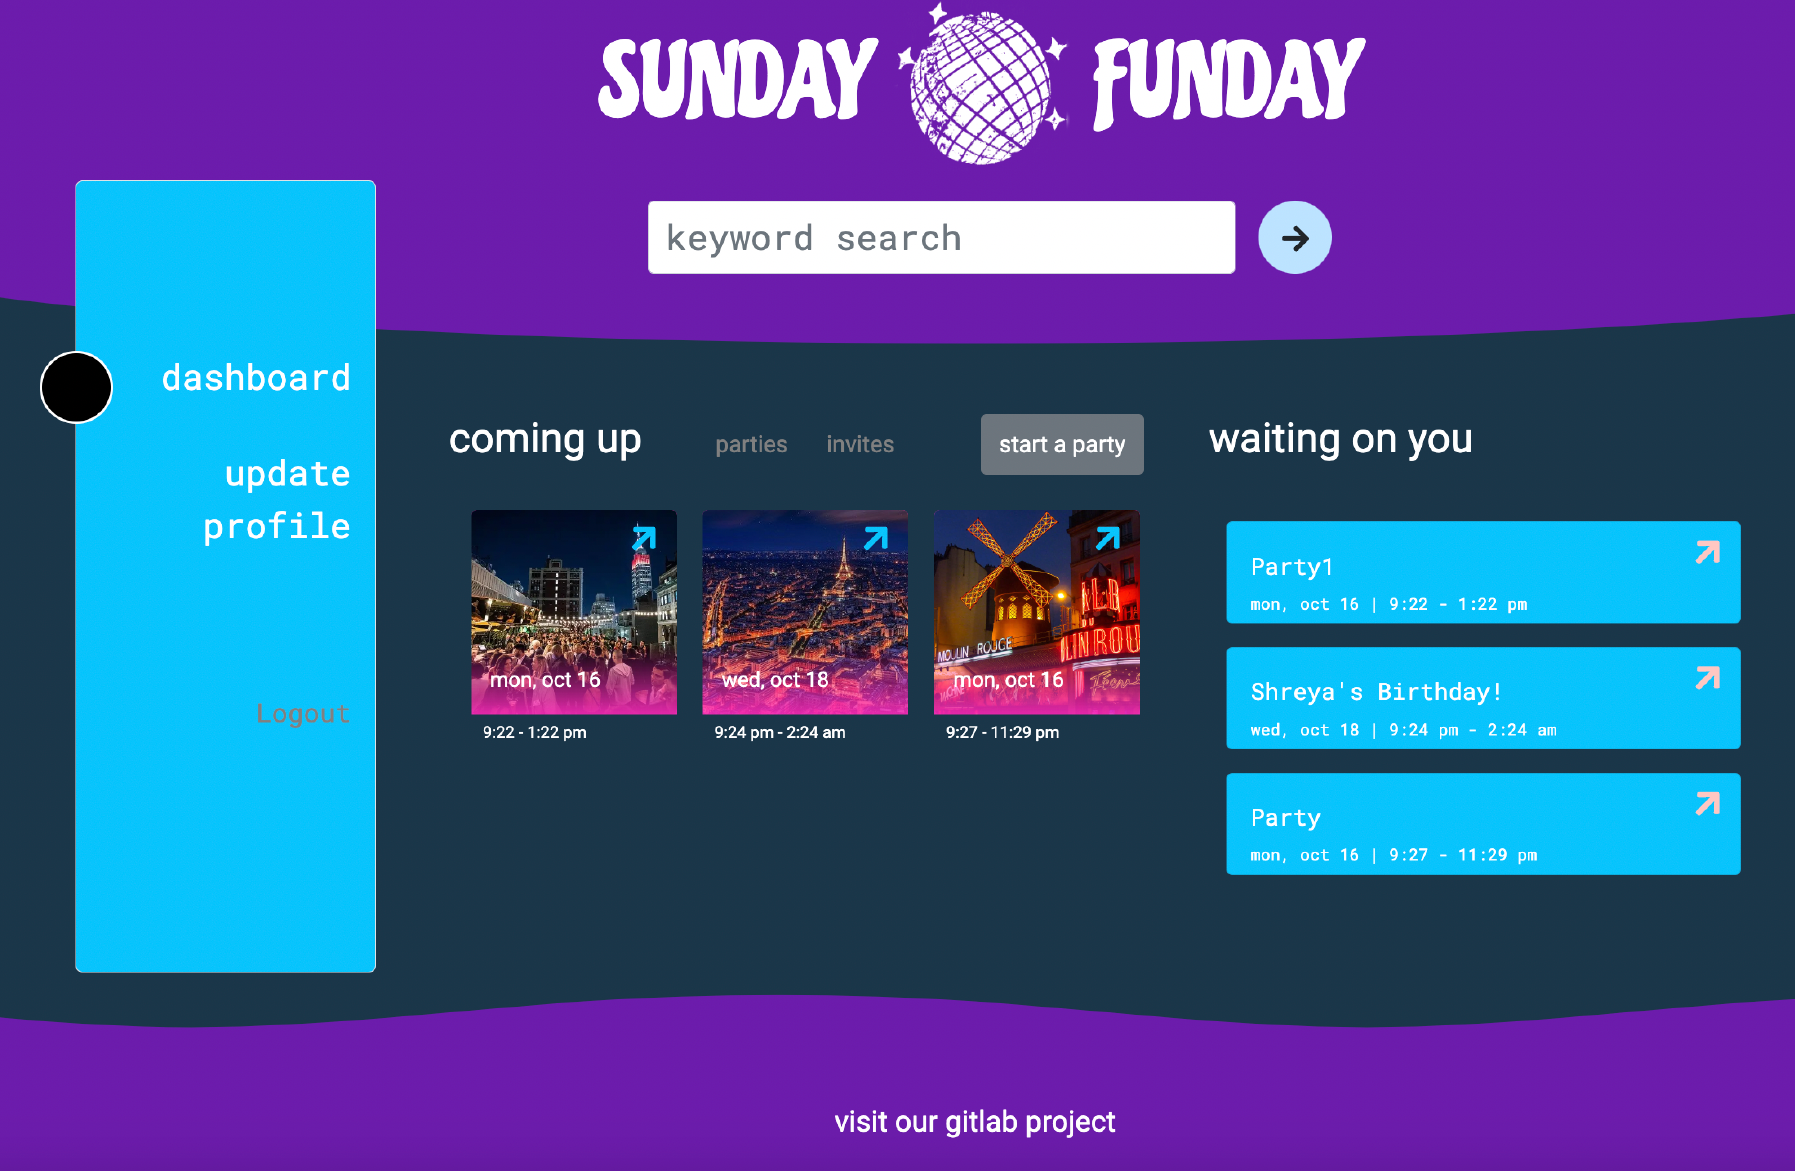 SUNDAY FUNDAY
keyword search
dashboard
update
profile
Logout
coming up
parties
invites
start a party
mon, oct 16
9:22 - 1:22 pm
wed, oct 18
9:24 pm - 2:24 am
MOULIN ROUGE
mon, oct 16
9:27 - 11:29 pm
waiting on you
Party1
mon, oct 16 | 9:22 - 1:22 pm
Shreya's Birthday!
wed, oct 18 | 9:24 pm - 2:24 am
Party
mon, oct 16 | 9:27 - 11:29 pm
visit our gitlab project